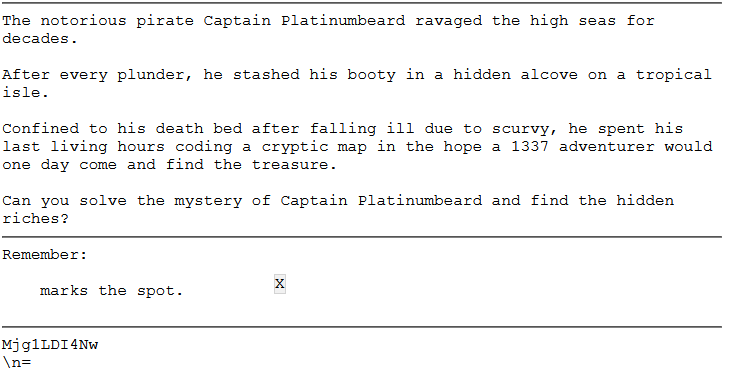 The notorious pirate Captain Platinumbeard ravaged the high seas for
decades.
After every plunder, he stashed his booty in a hidden alcove on a tropical
isle.
Confined to his death bed after falling ill due to scurvy, he spent his
last living hours coding a cryptic map in the hope a 1337 adventurer would
one day come and find the treasure.
Can you solve the mystery of Captain Platinumbeard and find the hidden
riches?
Remember:
X
marks the spot.
Mjg1LDI4Nw
\n=